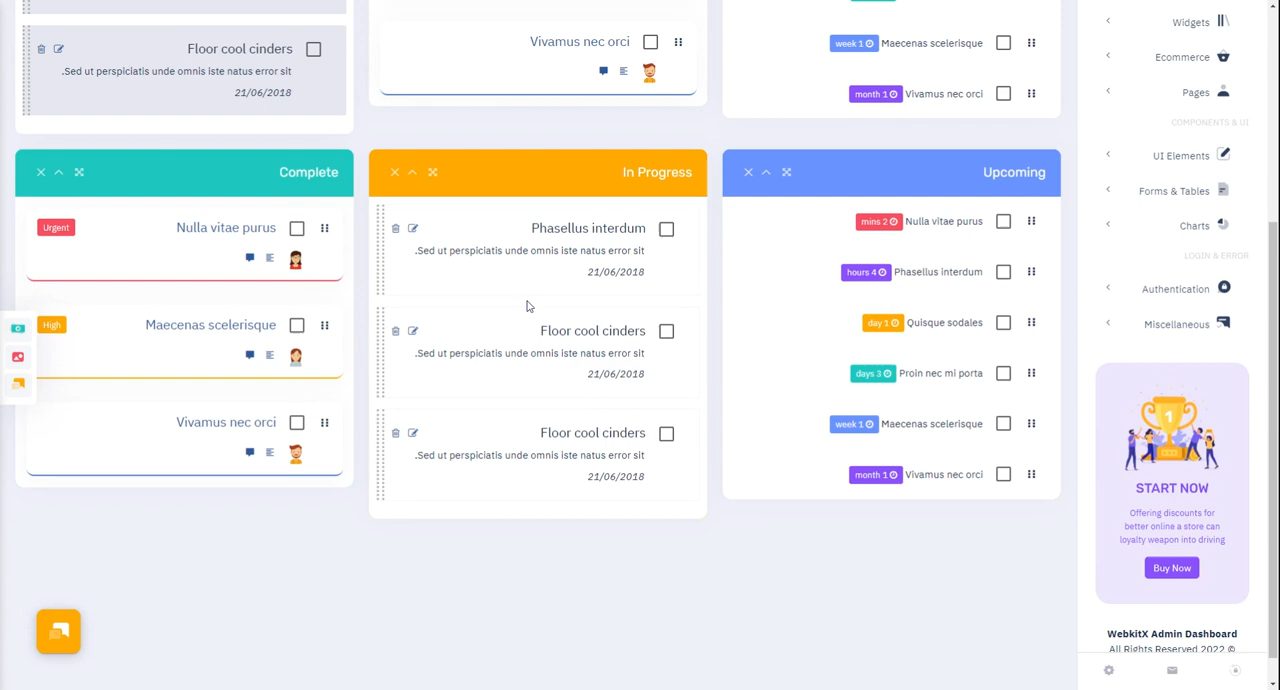 Floor cool cinders
.Sed ut perspiciatis unde omnis iste natus error sit
21/06/2018
Vivamus nec orci
week 1 Maecenas scelerisque
month 1 Vivamus nec orci
Complete
Urgent Nulla vitae purus
High Maecenas scelerisque
Vivamus nec orci
In Progress
Phasellus interdum
.Sed ut perspiciatis unde omnis iste natus error sit
21/06/2018
Floor cool cinders
.Sed ut perspiciatis unde omnis iste natus error sit
21/06/2018
Floor cool cinders
.Sed ut perspiciatis unde omnis iste natus error sit
21/06/2018
Upcoming
mins 2 Nulla vitae purus
hours 4 Phasellus interdum
day 1 Quisque sodales
days 3 Proin nec mi porta
week 1 Maecenas scelerisque
month 1 Vivamus nec orci
Widgets
Ecommerce
Pages
COMPONENTS & UI
UI Elements
Forms & Tables
Charts
LOGIN & ERROR
Authentication
Miscellaneous
1
START NOW
Offering discounts for
better online a store can
loyalty weapon into driving
Buy Now
WebkitX Admin Dashboard
All Rights Reserved 2022 ©